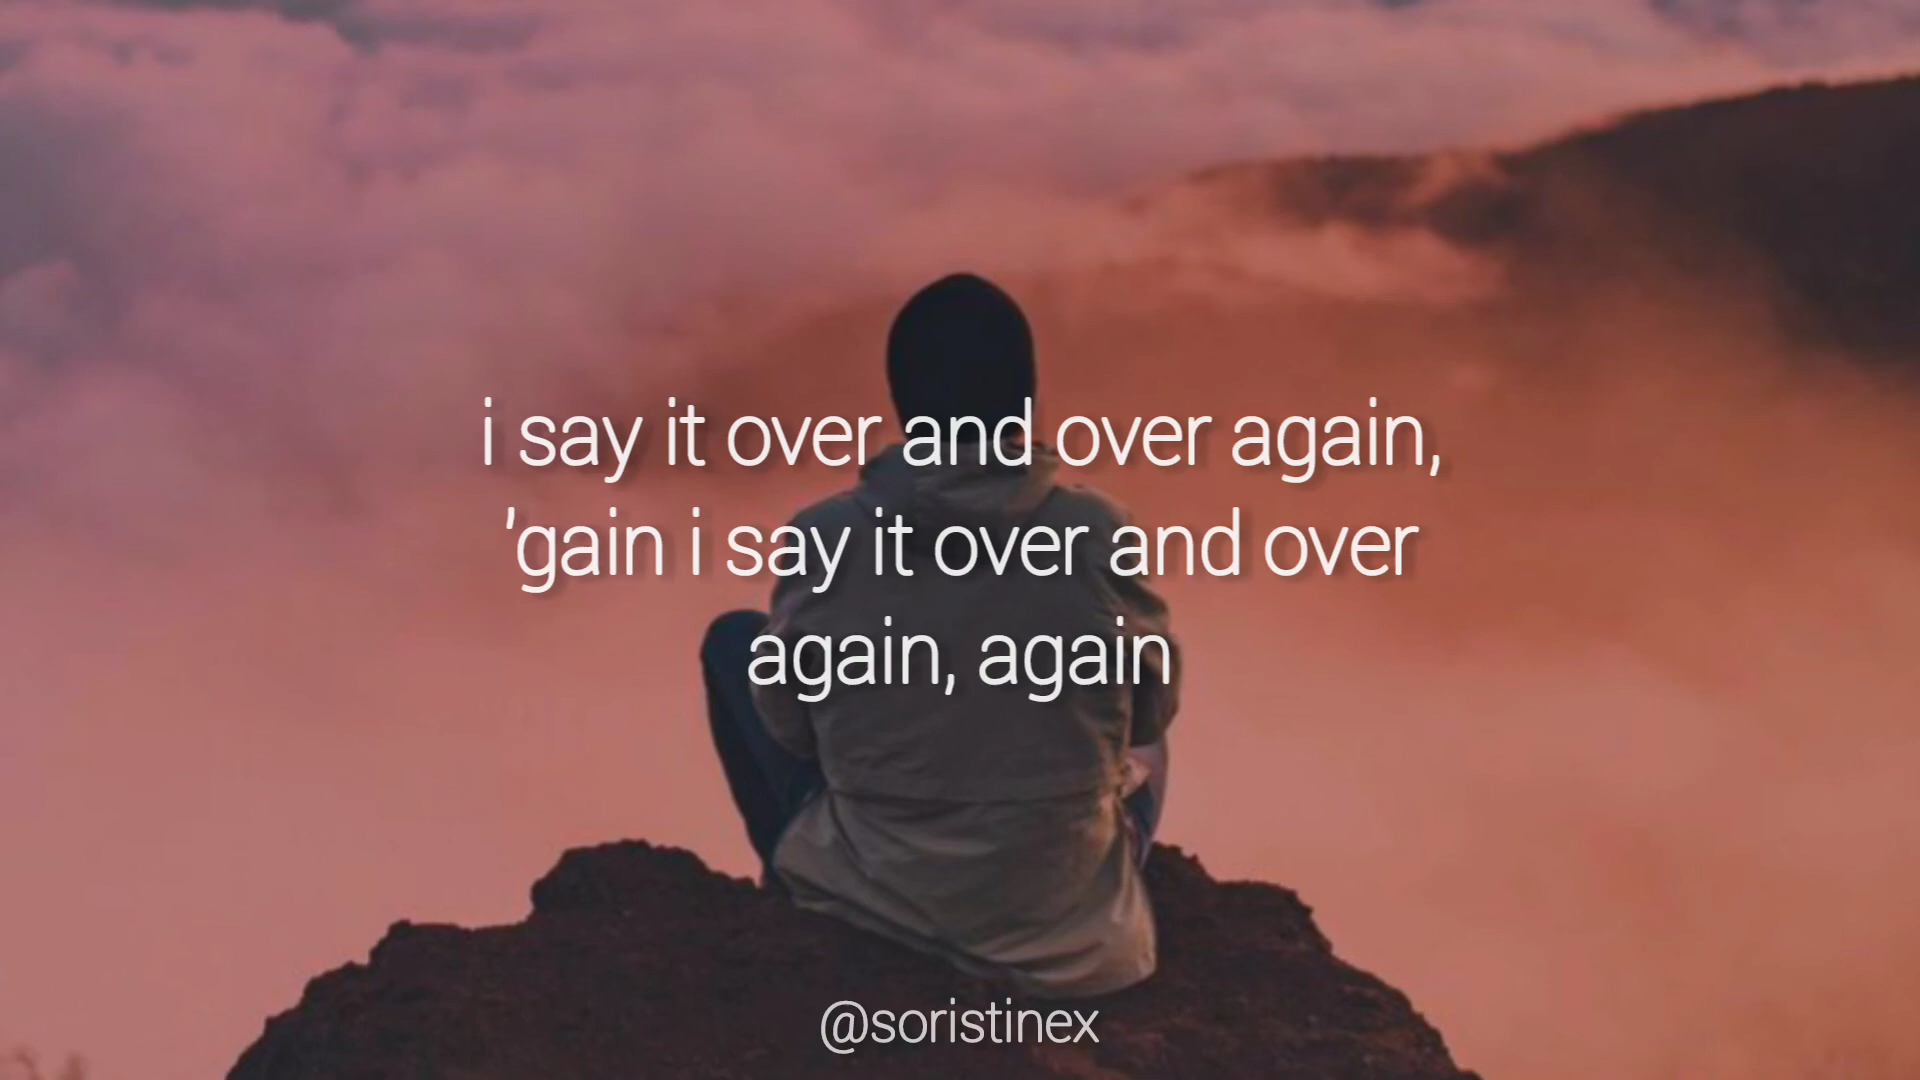 i say it over and over again,
'gain i say it over and over
again, again
@soristinex